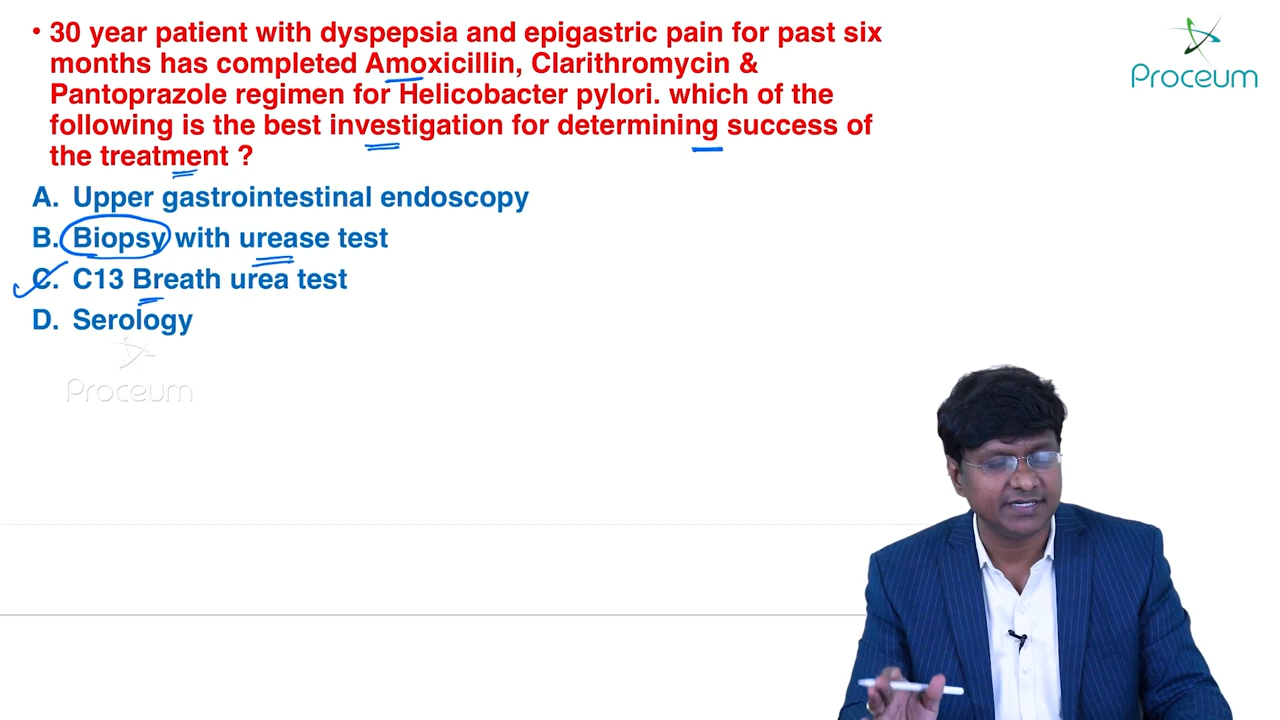 • 30 year patient with dyspepsia and epigastric pain for past six
months has completed Amoxicillin, Clarithromycin &
Pantoprazole regimen for Helicobacter pylori. which of the
following is the best investigation for determining success of
the treatment ?
A. Upper gastrointestinal endoscopy
B. Biopsy with urease test
C. C13 Breath urea test
D. Serology
Proceum
Proceum